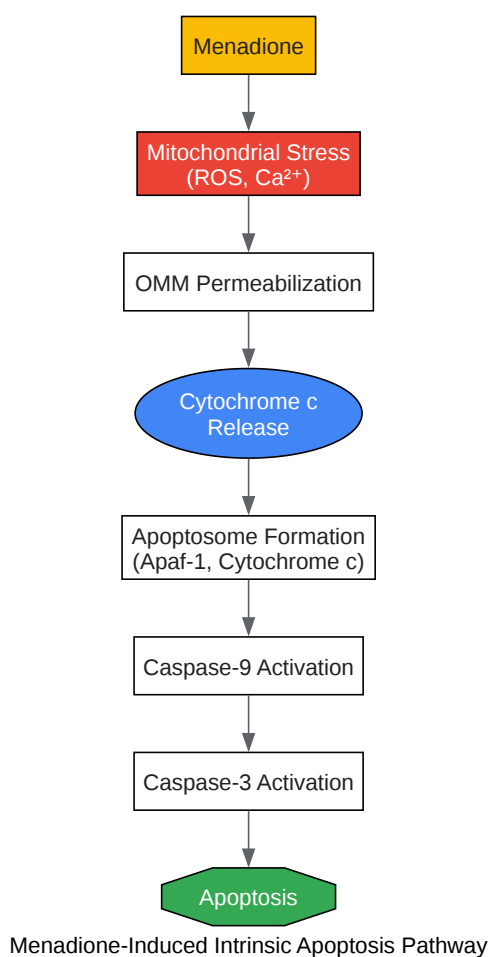 Menadione
Mitochondrial Stress
(ROS, Ca²⁺)
OMM Permeabilization
Cytochrome c
Release
Apoptosome Formation
(Apaf-1, Cytochrome c)
Caspase-9 Activation
Caspase-3 Activation
Apoptosis
Menadione-Induced Intrinsic Apoptosis Pathway